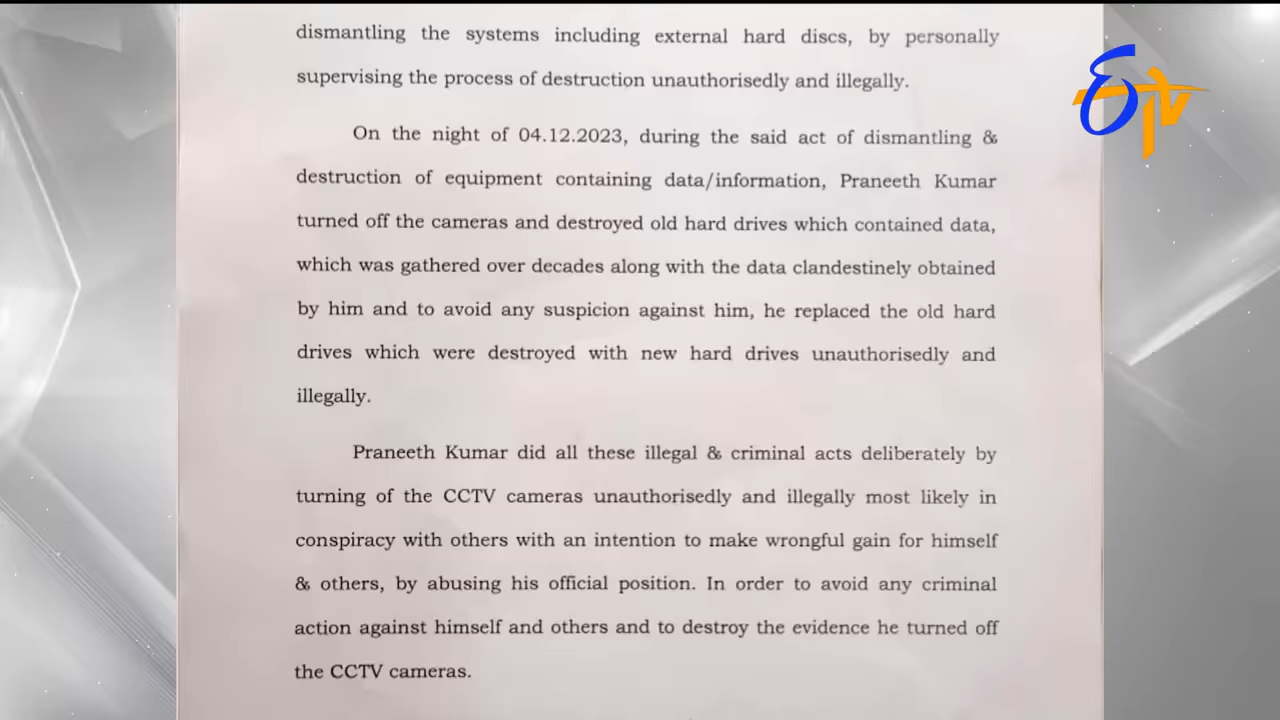 dismantling the systems including external hard discs, by personally
supervising the process of destruction unauthorisedly and illegally.
On the night of 04.12.2023, during the said act of dismantling &
destruction of equipment containing data/information, Praneeth Kumar
turned off the cameras and destroyed old hard drives which contained data,
which was gathered over decades along with the data clandestinely obtained
by him and to avoid any suspicion against him, he replaced the old hard
drives which were destroyed with new hard drives unauthorisedly and
illegally.
Praneeth Kumar did all these illegal & criminal acts deliberately by
turning of the CCTV cameras unauthorisedly and illegally most likely in
conspiracy with others with an intention to make wrongful gain for himself
& others, by abusing his official position. In order to avoid any criminal
action against himself and others and to destroy the evidence he turned off
the CCTV cameras.
ETV